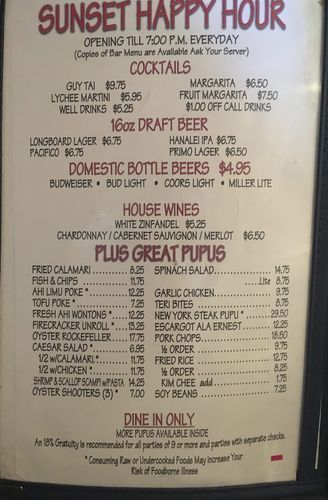 SUNSET HAPPY HOUR
OPENING TILL 7:00 P.M. EVERYDAY
(Copies of Bar Menu are Available Ask Your Server)
COCKTAILS
GUY TAI $9.75 MARGARITA $6.50
LYCHEE MARTINI $5.95 FRUIT MARGARITA $7.50
WELL DRINKS $5.25 $1.00 OFF CALL DRINKS
16oz DRAFT BEER
LONGBOARD LAGER $6.75 HANALEI IPA $6.75
PACIFICO $6.75 PRIMO LAGER $6.50
DOMESTIC BOTTLE BEERS $4.95
BUDWEISER • BUD LIGHT • COORS LIGHT • MILLER LITE
HOUSE WINES
WHITE ZINFANDEL $5.25
CHARDONNAY / CABERNET SAUVIGNON / MERLOT $6.50
PLUS GREAT PUPUS
FRIED CALAMARI.......... 8.25
FISH & CHIPS ............. 11.75
AHI LIMU POKE *......... 12.25
TOFU POKE ............... 7.25
FRESH AHI WONTONS *.... 12.25
FIRECRACKER UNROLL *.... 13.25
OYSTER ROCKEFELLER..... 17.75
CAESAR SALAD *.......... 6.95
1/2 w/CALAMARI.*........ 11.75
1/2 w/CHICKEN *......... 11.75
SHRIMP & SCALLOP SCAMPI w/PASTA 14.25
OYSTER SHOOTERS (3) * 7.00
SPINACH SALAD................ 14.75
....Lite 8.75
GARLIC CHICKEN.............. 9.75
TERI BITES ................... 8.75
NEW YORK STEAK PUPU * ...... 29.50
ESCARGOT ALA ERNEST........ 12.25
PORK CHOPS................. 18.50
1/2 ORDER .................. 9.75
FRIED RICE .................. 12.75
1/2 ORDER .................. 8.25
KIM CHEE add............... 1.75
SOY BEANS .................. 7.25
DINE IN ONLY
MORE PUPUS AVAILABLE INSIDE
An 18% Gratuity is recommended for all parties of 9 or more and parties with separate checks.
* Consuming Raw or Undercooked Foods May Increase Your
Risk of Foodborne Illness